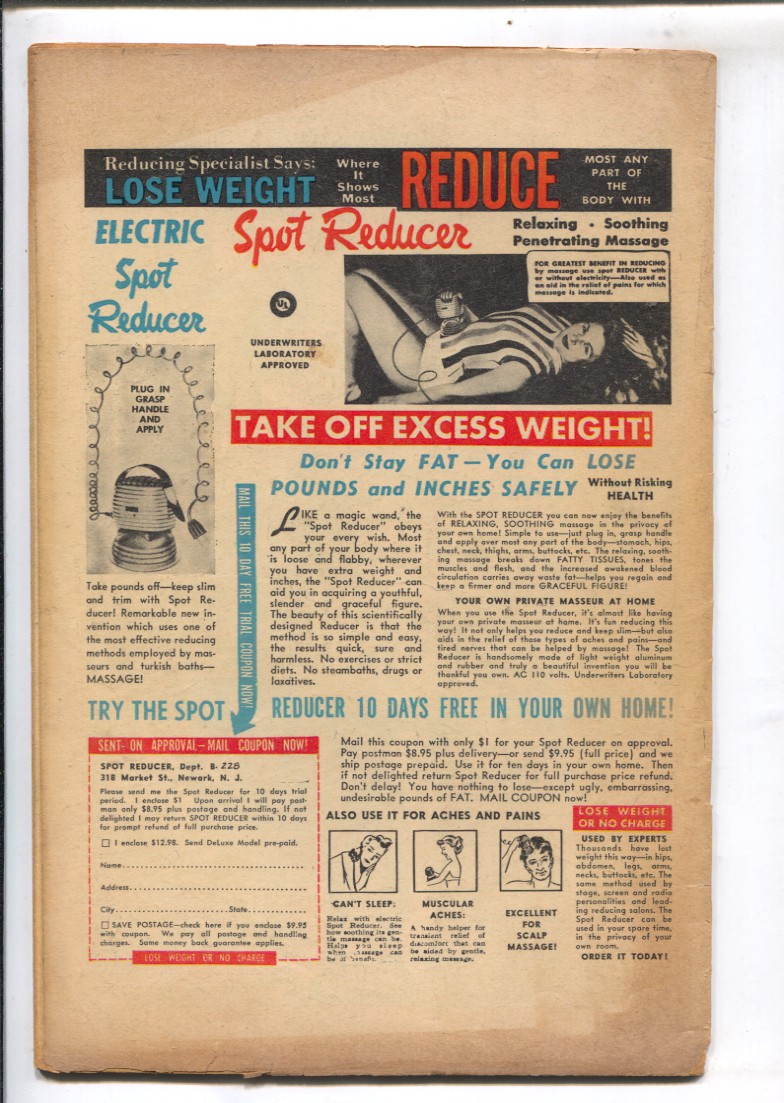 Reducing Specialist Says:
LOSE WEIGHT
Where
It
Shows
Most
REDUCE
MOST ANY
PART OF
THE
BODY WITH
ELECTRIC
Spot
Reducer
Spot Reducer
Relaxing • Soothing
Penetrating Massage
FOR GREATEST BENEFIT IN REDUCING
by massage use spot REDUCER with
or without electricity—Also used as
an aid in the relief of pains for which
massage is indicated.
UL
UNDERWRITERS
LABORATORY
APPROVED
PLUG IN
GRASP
HANDLE
AND
APPLY
TAKE OFF EXCESS WEIGHT!
Don't Stay FAT—You Can LOSE
POUNDS and INCHES SAFELY
Without Risking
HEALTH
Take pounds off—keep slim
and trim with Spot Re-
ducer! Remarkable new in-
vention which uses one of
the most effective reducing
methods employed by mas-
seurs and turkish baths—
MASSAGE!
MAIL THIS 10 DAY FREE TRIAL COUPON NOW!
LIKE a magic wand, the
"Spot Reducer" obeys
your every wish. Most
any part of your body where it
is loose and flabby, wherever
you have extra weight and
inches, the "Spot Reducer" can
aid you in acquiring a youthful,
slender and graceful figure.
The beauty of this scientifically
designed Reducer is that the
method is so simple and easy,
the results quick, sure and
harmless. No exercises or strict
diets. No steambaths, drugs or
laxatives.
With the SPOT REDUCER you can now enjoy the benefits
of RELAXING, SOOTHING massage in the privacy of
your own home! Simple to use—just plug in, grasp handle
and apply over most any part of the body—stomach, hips,
chest, neck, thighs, arms, buttocks, etc. The relaxing, sooth-
ing massage breaks down FATTY TISSUES, tones the
muscles and flesh, and the increased awakened blood
circulation carries away waste fat—helps you regain and
keep a firmer and more GRACEFUL FIGURE!
YOUR OWN PRIVATE MASSEUR AT HOME
When you use the Spot Reducer, it's almost like having
your own private masseur at home. It's fun reducing this
way! It not only helps you reduce and keep slim—but also
aids in the relief of those types of aches and pains—and
tired nerves that can be helped by massage! The Spot
Reducer is handsomely made of light weight aluminum
and rubber and truly a beautiful invention you will be
thankful you own. AC 110 volts. Underwriters Laboratory
approved.
TRY THE SPOT REDUCER 10 DAYS FREE IN YOUR OWN HOME!
SENT-ON APPROVAL—MAIL COUPON NOW!
SPOT REDUCER, Dept. B-228
318 Market St., Newark, N. J.
Please send me the Spot Reducer for 10 days trial
period. I enclose $1 Upon arrival I will pay post-
man only $8.95 plus postage and handling. If not
delighted I may return SPOT REDUCER within 10 days
for prompt refund of full purchase price.
I enclose $12.98. Send DeLuxe Model pre-paid.
Name
Address
City State
SAVE POSTAGE—check here if you enclose $9.95
with coupon. We pay all postage and handling
charges. Same money back guarantee applies.
LOSE WEIGHT OR NO CHARGE
Mail this coupon with only $1 for your Spot Reducer on approval.
Pay postman $8.95 plus delivery—or send $9.95 (full price) and we
ship postage prepaid. Use it for ten days in your own home. Then
if not delighted return Spot Reducer for full purchase price refund.
Don't delay! You have nothing to lose—except ugly, embarrassing,
undesirable pounds of FAT. MAIL COUPON now!
ALSO USE IT FOR ACHES AND PAINS
CAN'T SLEEP:
Relax with electric
Spot Reducer. See
how soothing its gen-
tle massage can be.
Helps you sleep
when massage can
be of benefit.
MUSCULAR
ACHES:
A handy helper for
transient relief of
discomfort that can
be aided by gentle,
relaxing massage.
EXCELLENT
FOR
SCALP
MASSAGE!
LOSE WEIGHT
OR NO CHARGE
USED BY EXPERTS
Thousands have lost
weight this way—in hips,
abdomen, legs, arms,
necks, buttocks, etc. The
same method used by
stage, screen and radio
personalities and lead-
ing reducing salons. The
Spot Reducer can be
used in your spare time,
in the privacy of your
own room.
ORDER IT TODAY!